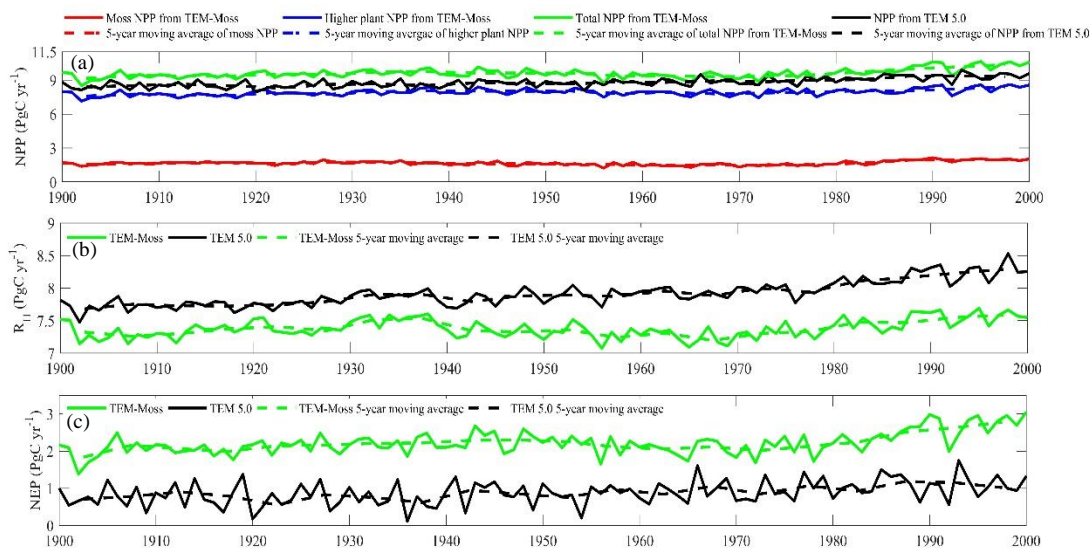 Moss NPP from TEM-Moss Higher plant NPP from TEM-Moss Total NPP from TEM-Moss NPP from TEM 5.0
5-year moving average of moss NPP 5-year moving avergae of higher plant NPP 5-year moving average of total NPP from TEM-Moss 5-year moving average of NPP from TEM 5.0
(a)
NPP (PgC yr-1)
11.5
9
6
3
0
1900 1910 1920 1930 1940 1950 1960 1970 1980 1990 2000
(b)
TEM-Moss TEM 5.0 TEM-Moss 5-year moving average TEM 5.0 5-year moving average
RH (PgC yr-1)
9
8.5
8
7.5
7
1900 1910 1920 1930 1940 1950 1960 1970 1980 1990 2000
(c)
TEM-Moss TEM 5.0 TEM-Moss 5-year moving average TEM 5.0 5-year moving average
NEP (PgC yr-1)
3
2
1
0
1900 1910 1920 1930 1940 1950 1960 1970 1980 1990 2000